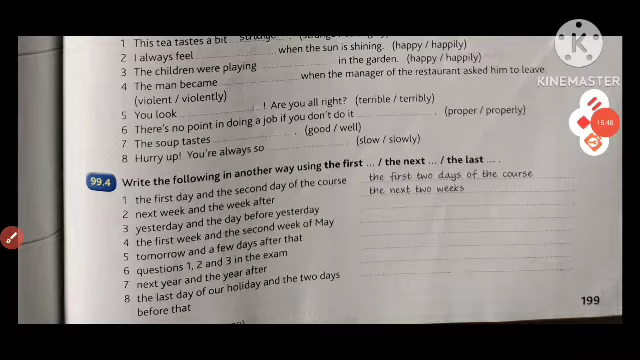 1 This tea tastes a bit strange .
2 I always feel when the sun is shining. (happy / happily)
3 The children were playing in the garden. (happy / happily)
4 The man became when the manager of the restaurant asked him to leave
(violent / violently)
5 You look ! Are you all right? (terrible / terribly)
6 There's no point in doing a job if you don't do it (proper / properly)
7 The soup tastes . (good / well)
8 Hurry up! You're always so . (slow / slowly)
99.4 Write the following in another way using the first ... / the next ... / the last ... .
1 the first day and the second day of the course the first two days of the course
2 next week and the week after the next two weeks
3 yesterday and the day before yesterday
4 the first week and the second week of May
5 tomorrow and a few days after that
6 questions 1, 2 and 3 in the exam
7 next year and the year after
8 the last day of our holiday and the two days
before that
199
K
KINEMASTER
15:48